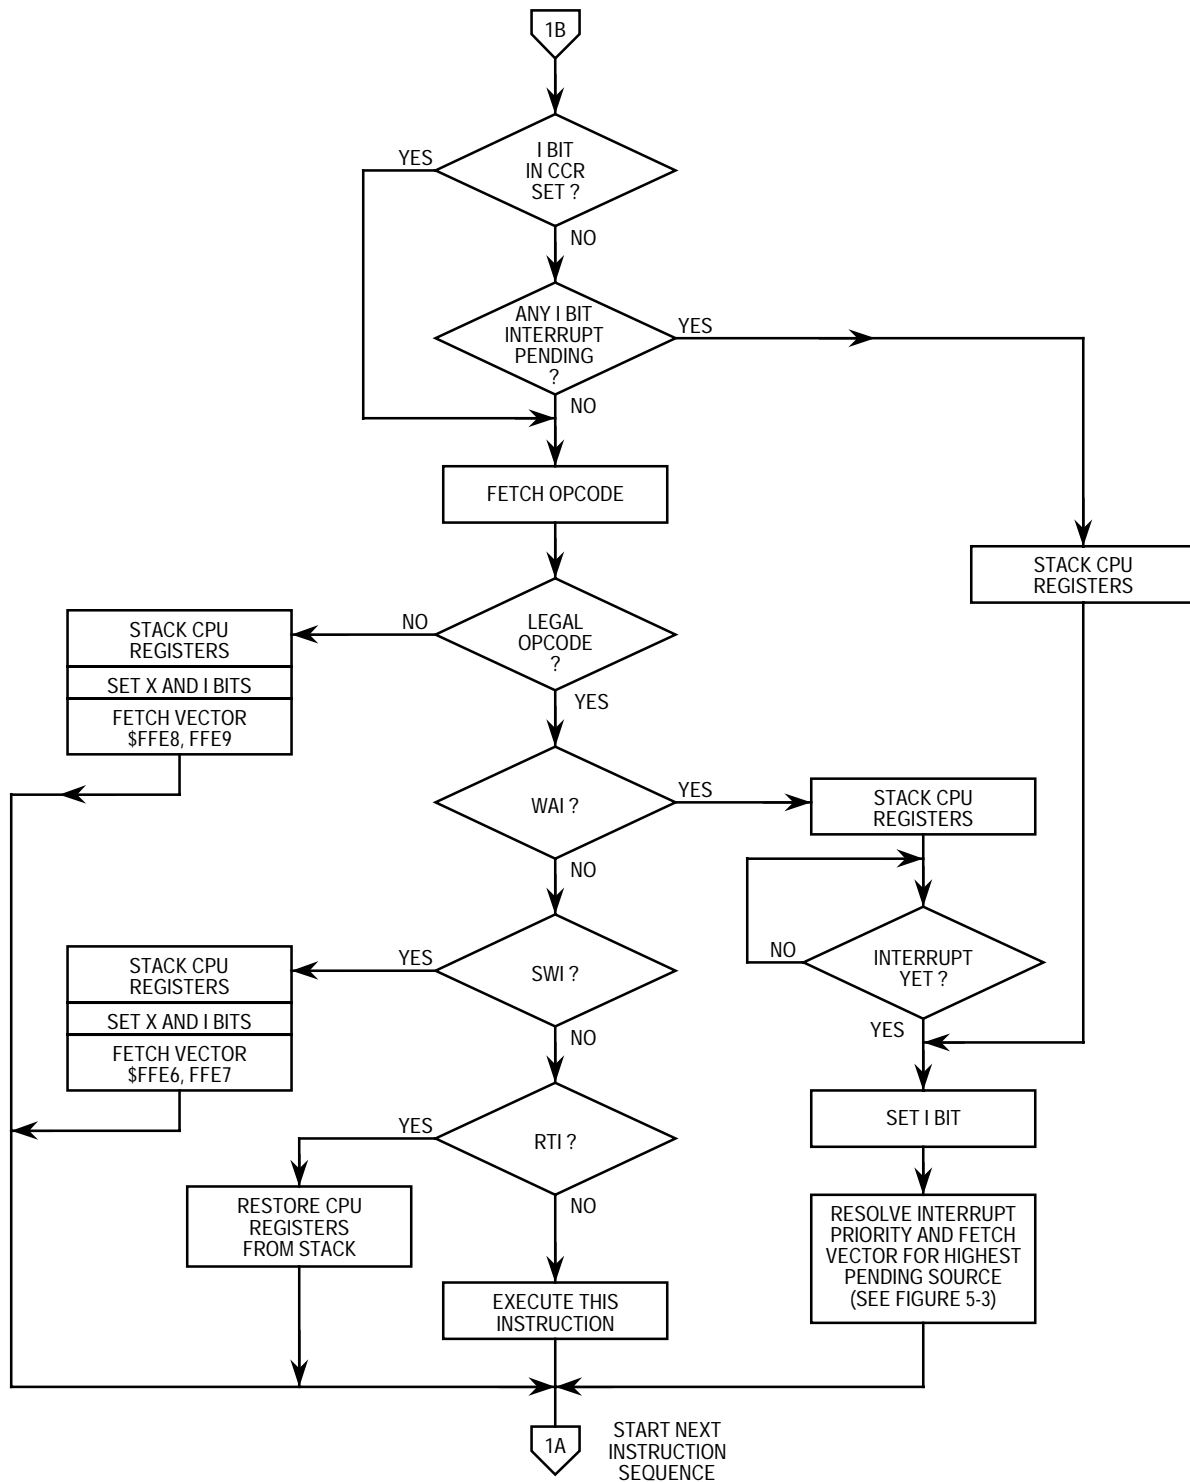 1B
I BIT
IN CCR
SET ?
YES
NO
ANY I BIT
INTERRUPT
PENDING
?
YES
NO
FETCH OPCODE
STACK CPU
REGISTERS
LEGAL
OPCODE
?
NO
YES
STACK CPU
REGISTERS
SET X AND I BITS
FETCH VECTOR
$FFE8, FFE9
WAI ?
YES
NO
STACK CPU
REGISTERS
INTERRUPT
YET ?
NO
YES
SWI ?
YES
NO
STACK CPU
REGISTERS
SET X AND I BITS
FETCH VECTOR
$FFE6, FFE7
SET I BIT
RTI ?
YES
NO
RESTORE CPU
REGISTERS
FROM STACK
RESOLVE INTERRUPT
PRIORITY AND FETCH
VECTOR FOR HIGHEST
PENDING SOURCE
(SEE FIGURE 5-3)
EXECUTE THIS
INSTRUCTION
1A
START NEXT
INSTRUCTION
SEQUENCE